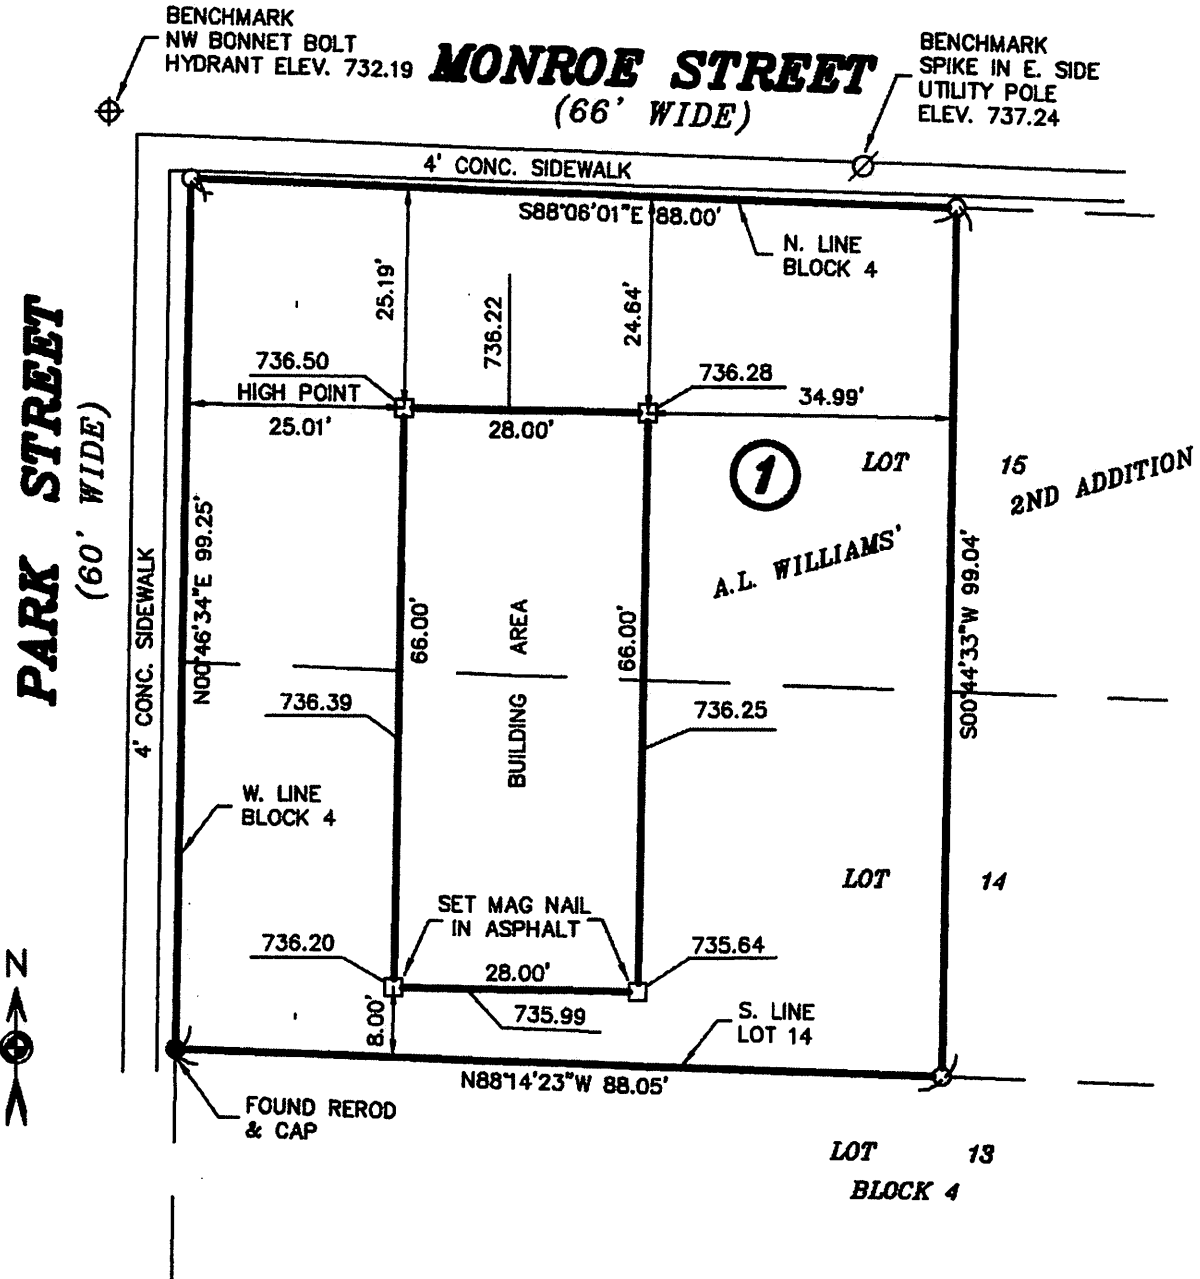 BENCHMARK
NW BONNET BOLT
HYDRANT ELEV. 732.19
MONROE STREET
(66' WIDE)
BENCHMARK
SPIKE IN E. SIDE
UTILITY POLE
ELEV. 737.24
4' CONC. SIDEWALK
S88°06'01"E 88.00'
N. LINE
BLOCK 4
25.19'
736.22
24.64'
736.50
HIGH POINT
25.01'
28.00'
736.28
34.99'
1
LOT 15
A.L. WILLIAMS' 2ND ADDITION
PARK STREET
(60' WIDE)
4' CONC. SIDEWALK
N00°46'34"E 99.25'
66.00'
BUILDING AREA
66.00'
S00°44'33"W 99.04'
736.39
736.25
W. LINE
BLOCK 4
LOT 14
SET MAG NAIL
IN ASPHALT
736.20
28.00'
735.64
735.99
8.00'
S. LINE
LOT 14
N88°14'23"W 88.05'
N
FOUND REROD
& CAP
LOT 13
BLOCK 4